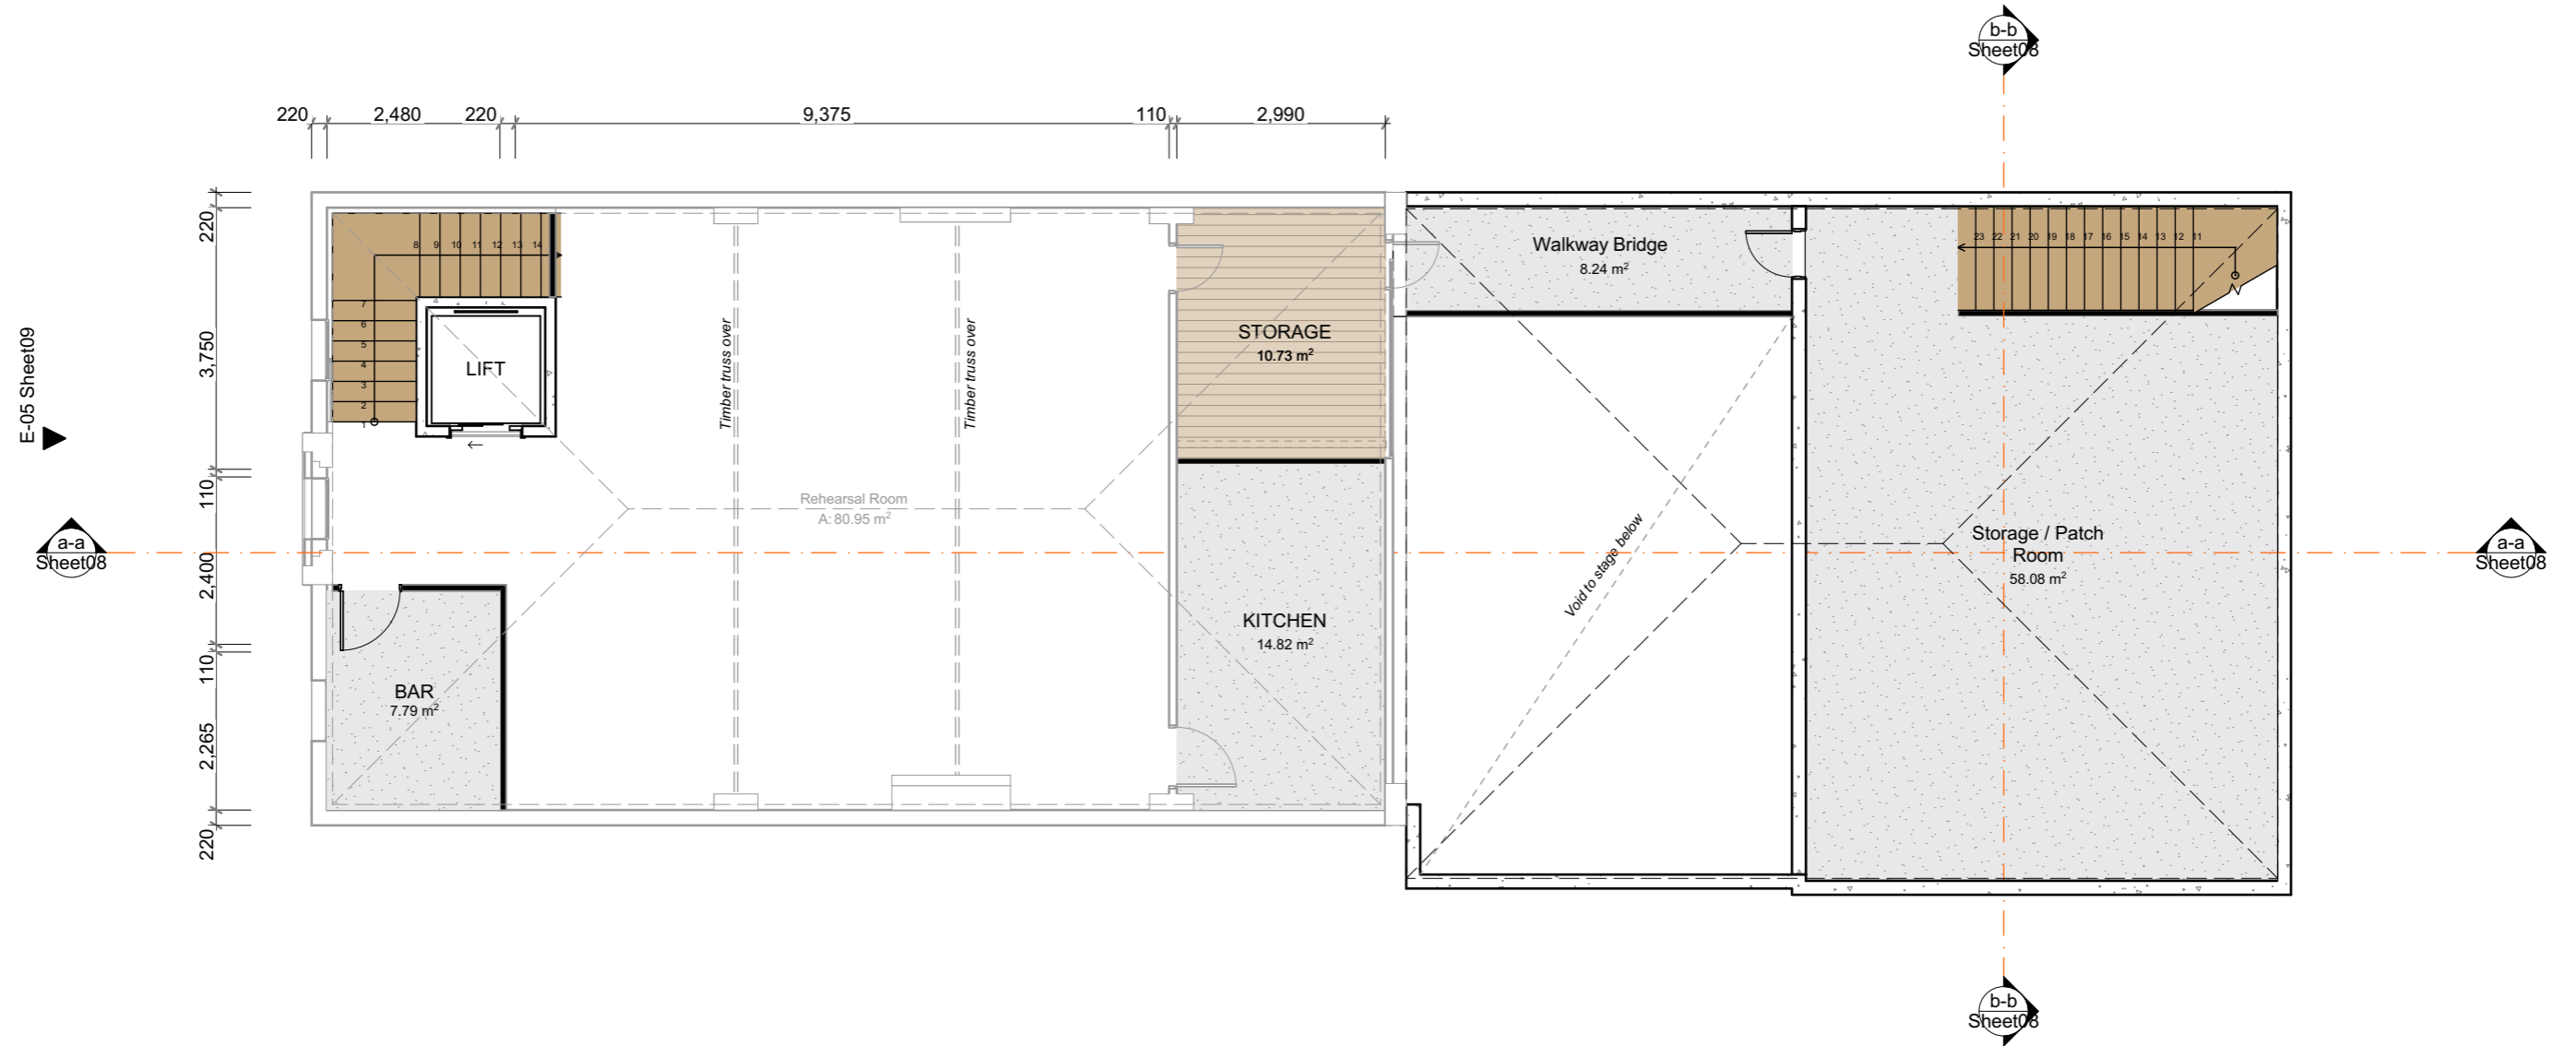 b-b
Sheet08
220 2,480 220 9,375 110 2,990
220
3,750
110
2,400
110
2,265
220
E-05 Sheet09
a-a
Sheet08
8 9 10 11 12 13 14
7
6
5
4
3
2
1
LIFT
Timber truss over
Timber truss over
Rehearsal Room
A: 80.95 m²
BAR
7.79 m²
STORAGE
10.73 m²
KITCHEN
14.82 m²
Walkway Bridge
8.24 m²
Void to stage below
23 22 21 20 19 18 17 16 15 14 13 12 11
Storage / Patch
Room
58.08 m²
a-a
Sheet08
b-b
Sheet08